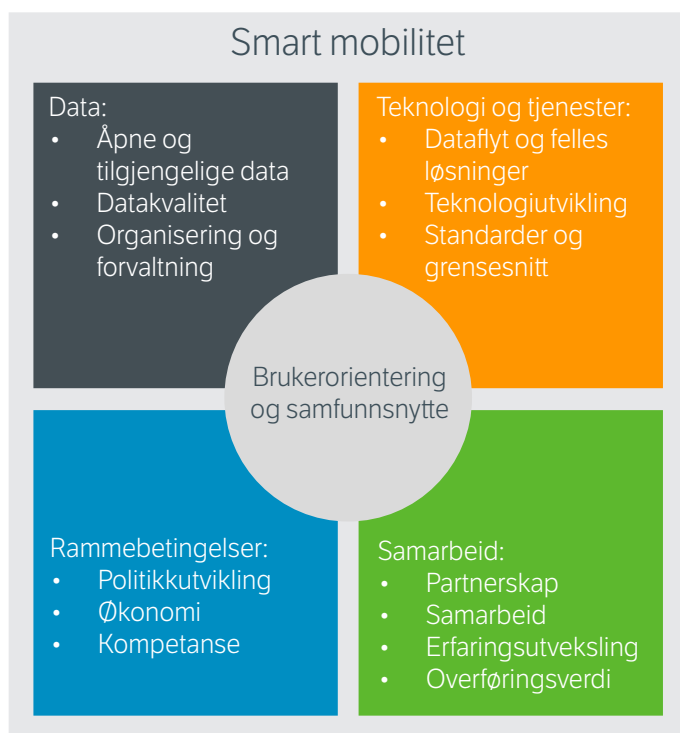 Smart mobilitet
Data:
• Åpne og
tilgjengelige data
• Datakvalitet
• Organisering og
forvaltning
Teknologi og tjenester:
• Dataflyt og felles
løsninger
• Teknologiutvikling
• Standarder og
grensesnitt
Brukerorientering
og samfunnsnytte
Rammebetingelser:
• Politikkutvikling
• Økonomi
• Kompetanse
Samarbeid:
• Partnerskap
• Samarbeid
• Erfaringsutveksling
• Overføringsverdi